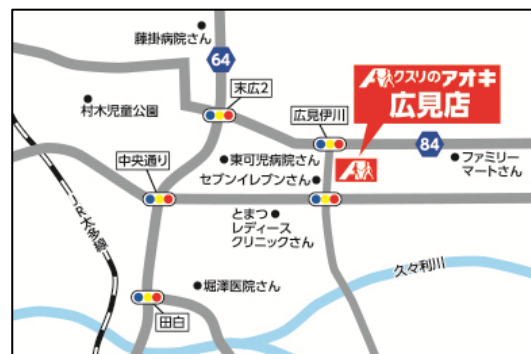 藤掛病院さん
64
末広2
村木児童公園
クスリのアオキ
広見店
広見伊川
84
東可児病院さん
ファミリー
マートさん
中央通り
セブンイレブンさん
JR太多線
とまつ
レディース
クリニックさん
久々利川
堀澤医院さん
田白